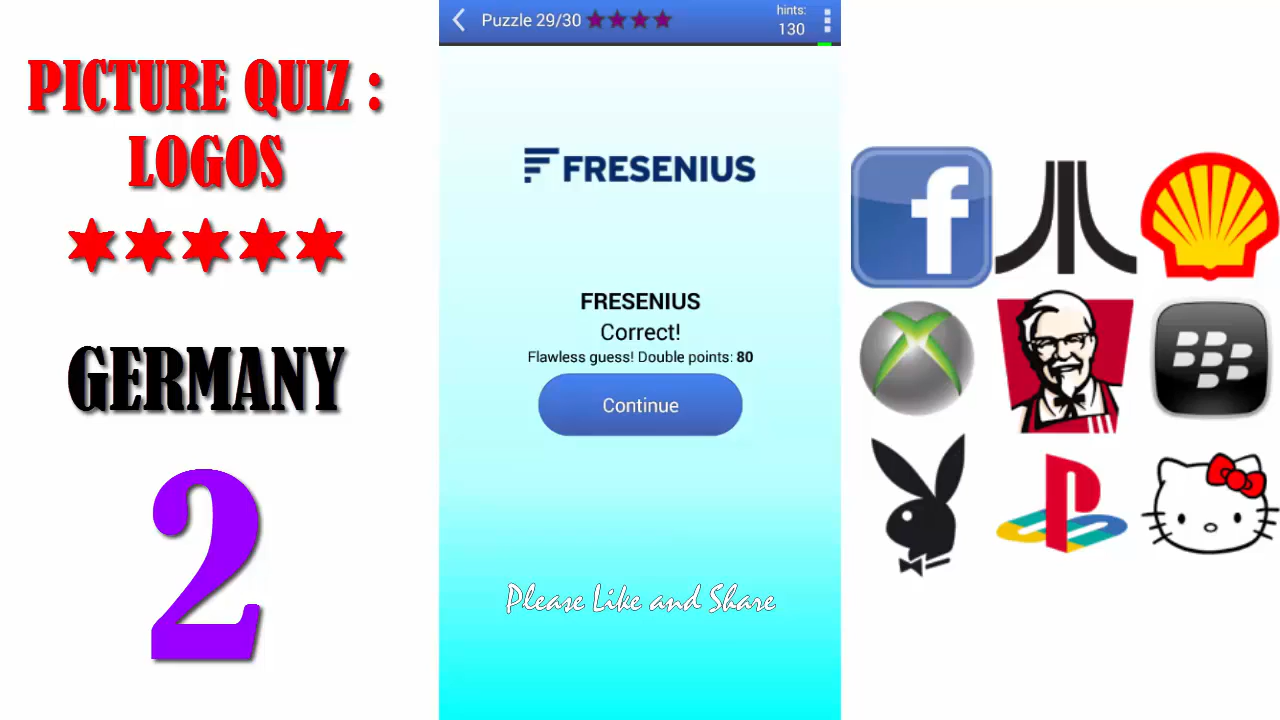 PICTURE QUIZ :
LOGOS
GERMANY
2
Puzzle 29/30
hints:
130
FRESENIUS
FRESENIUS
Correct!
Flawless guess! Double points: 80
Continue
Please Like and Share
f